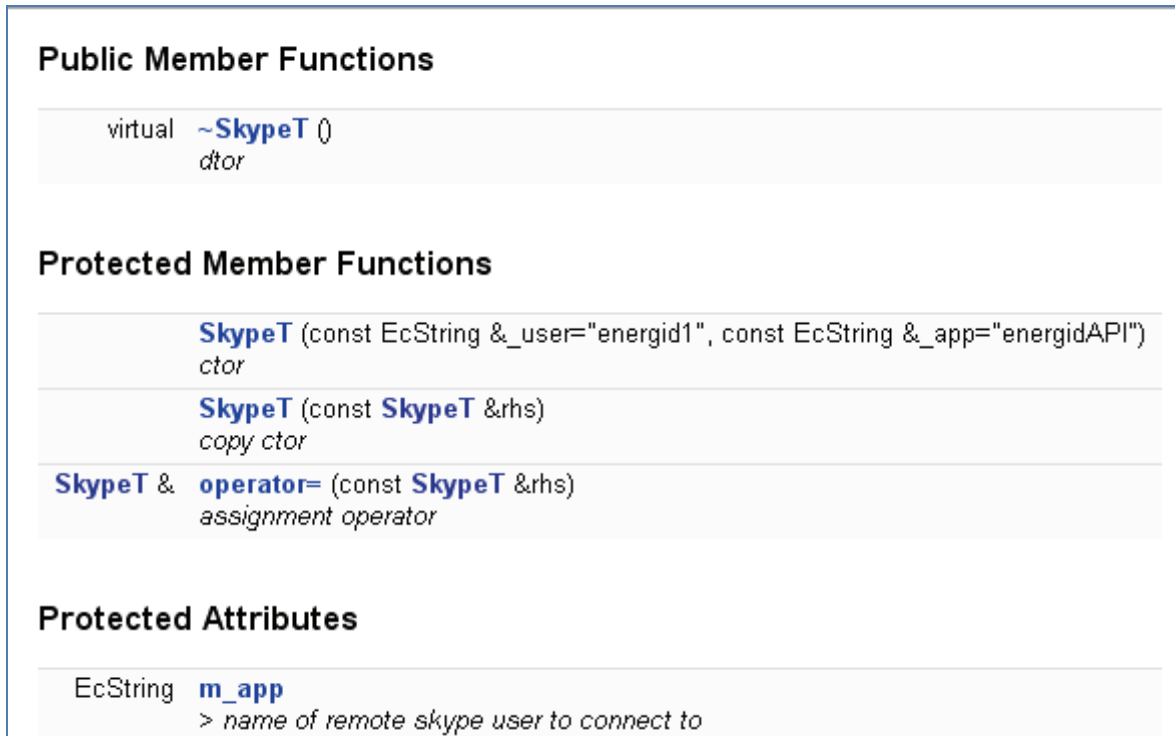 Public Member Functions
virtual ~SkypeT ()
dtor
Protected Member Functions
SkypeT (const EcString &_user="energid1", const EcString &_app="energidAPI")
ctor
SkypeT (const SkypeT &rhs)
copy ctor
SkypeT & operator= (const SkypeT &rhs)
assignment operator
Protected Attributes
EcString m_app
> name of remote skype user to connect to